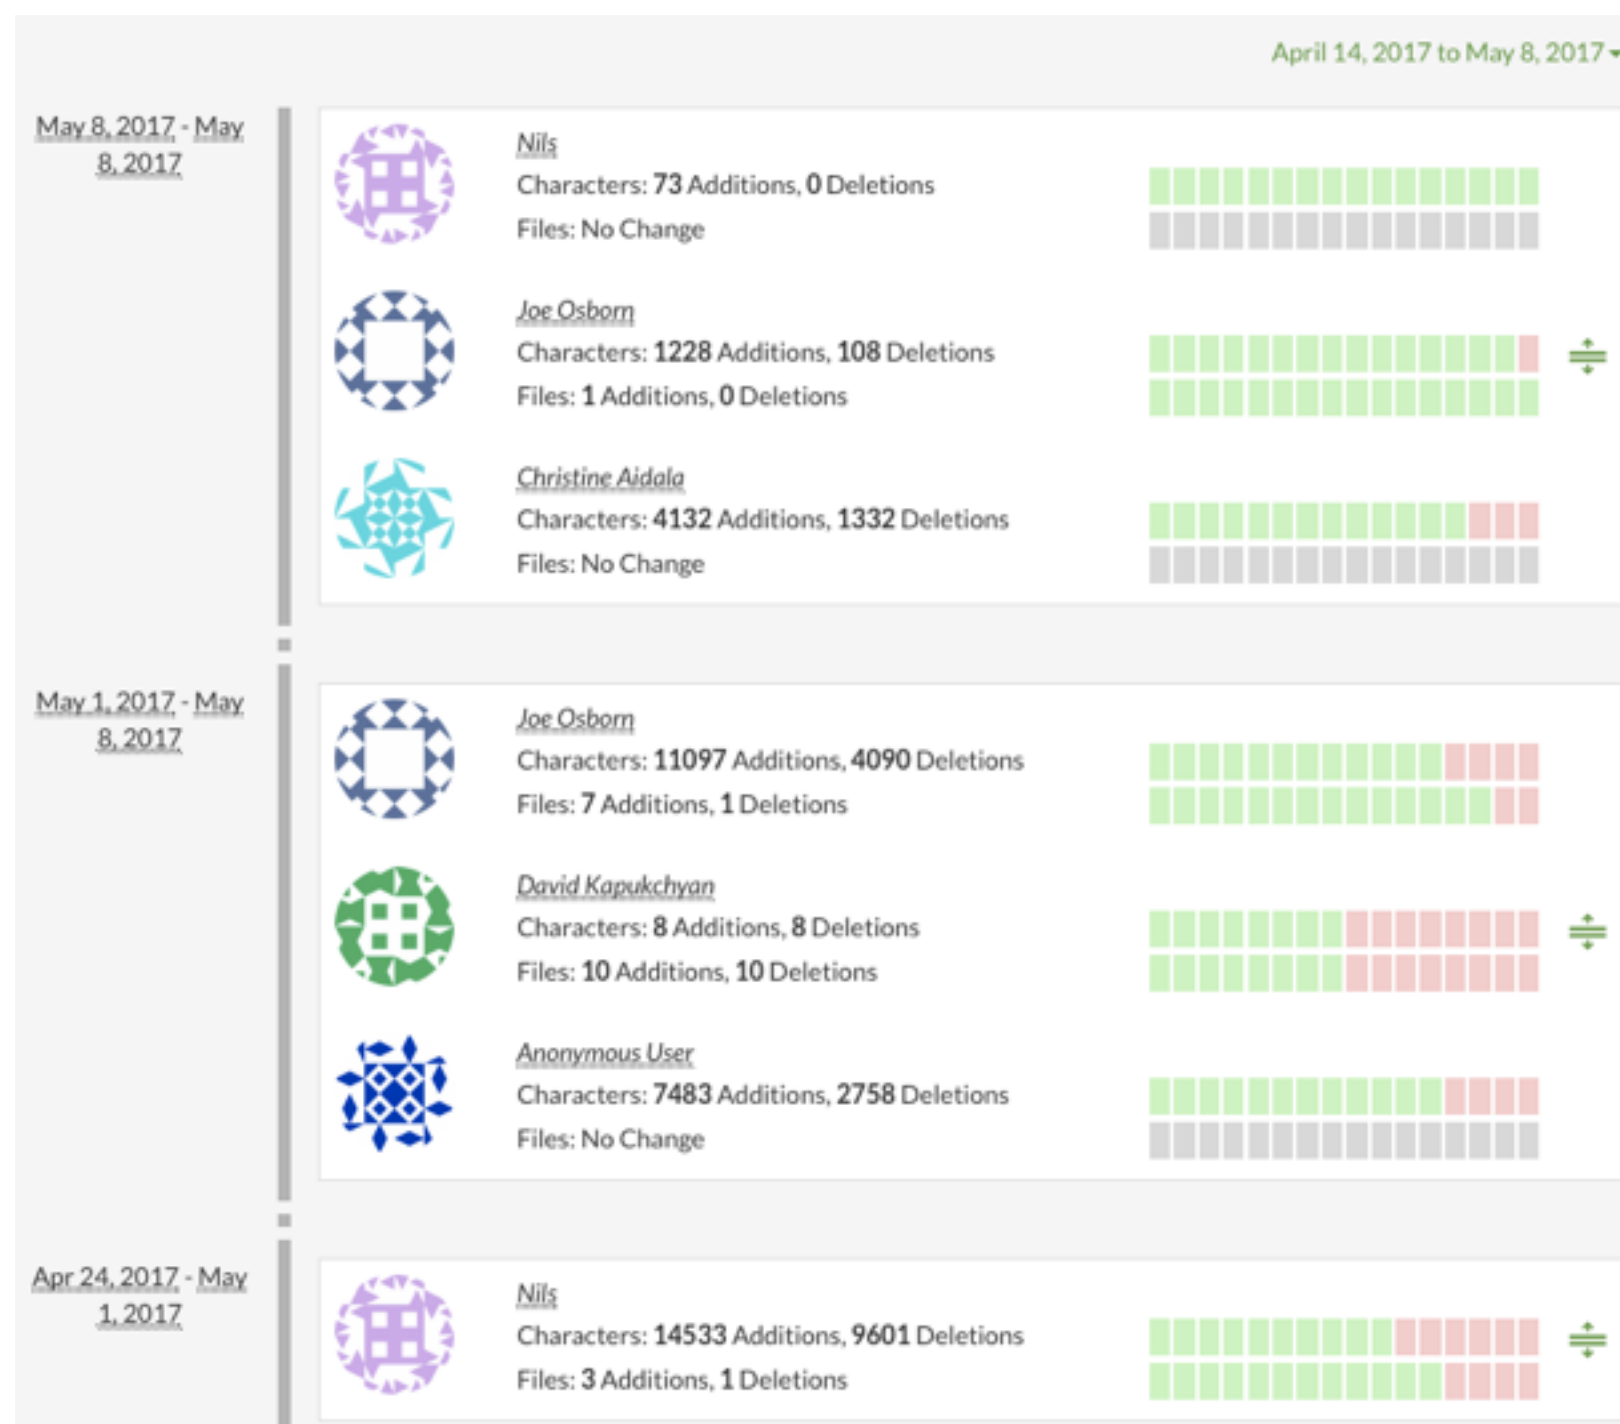 April 14, 2017 to May 8, 2017
May 8, 2017 - May
8, 2017
Nils
Characters: 73 Additions, 0 Deletions
Files: No Change
Joe Osborn
Characters: 1228 Additions, 108 Deletions
Files: 1 Additions, 0 Deletions
Christine Aidala
Characters: 4132 Additions, 1332 Deletions
Files: No Change
May 1, 2017 - May
8, 2017
Joe Osborn
Characters: 11097 Additions, 4090 Deletions
Files: 7 Additions, 1 Deletions
David Kapukchyan
Characters: 8 Additions, 8 Deletions
Files: 10 Additions, 10 Deletions
Anonymous User
Characters: 7483 Additions, 2758 Deletions
Files: No Change
Apr 24, 2017 - May
1, 2017
Nils
Characters: 14533 Additions, 9601 Deletions
Files: 3 Additions, 1 Deletions